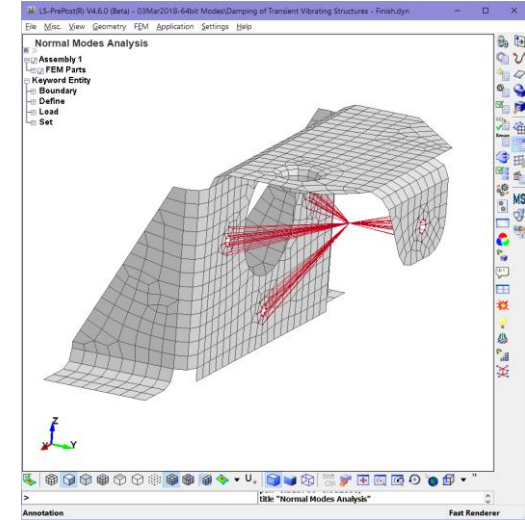 LS-PrePost(R) V4.6.0 (Beta) - 03Mar2018-64bit Modes\Damping of Transient Vibrating Structures - Finish.dyn
File Misc. View Geometry FEM Application Settings Help
Normal Modes Analysis
Assembly 1
FEM Parts
Keyword Entity
Boundary
Define
Load
Set
MS
Z
X Y
>
title "Normal Modes Analysis"
Annotation Fast Renderer